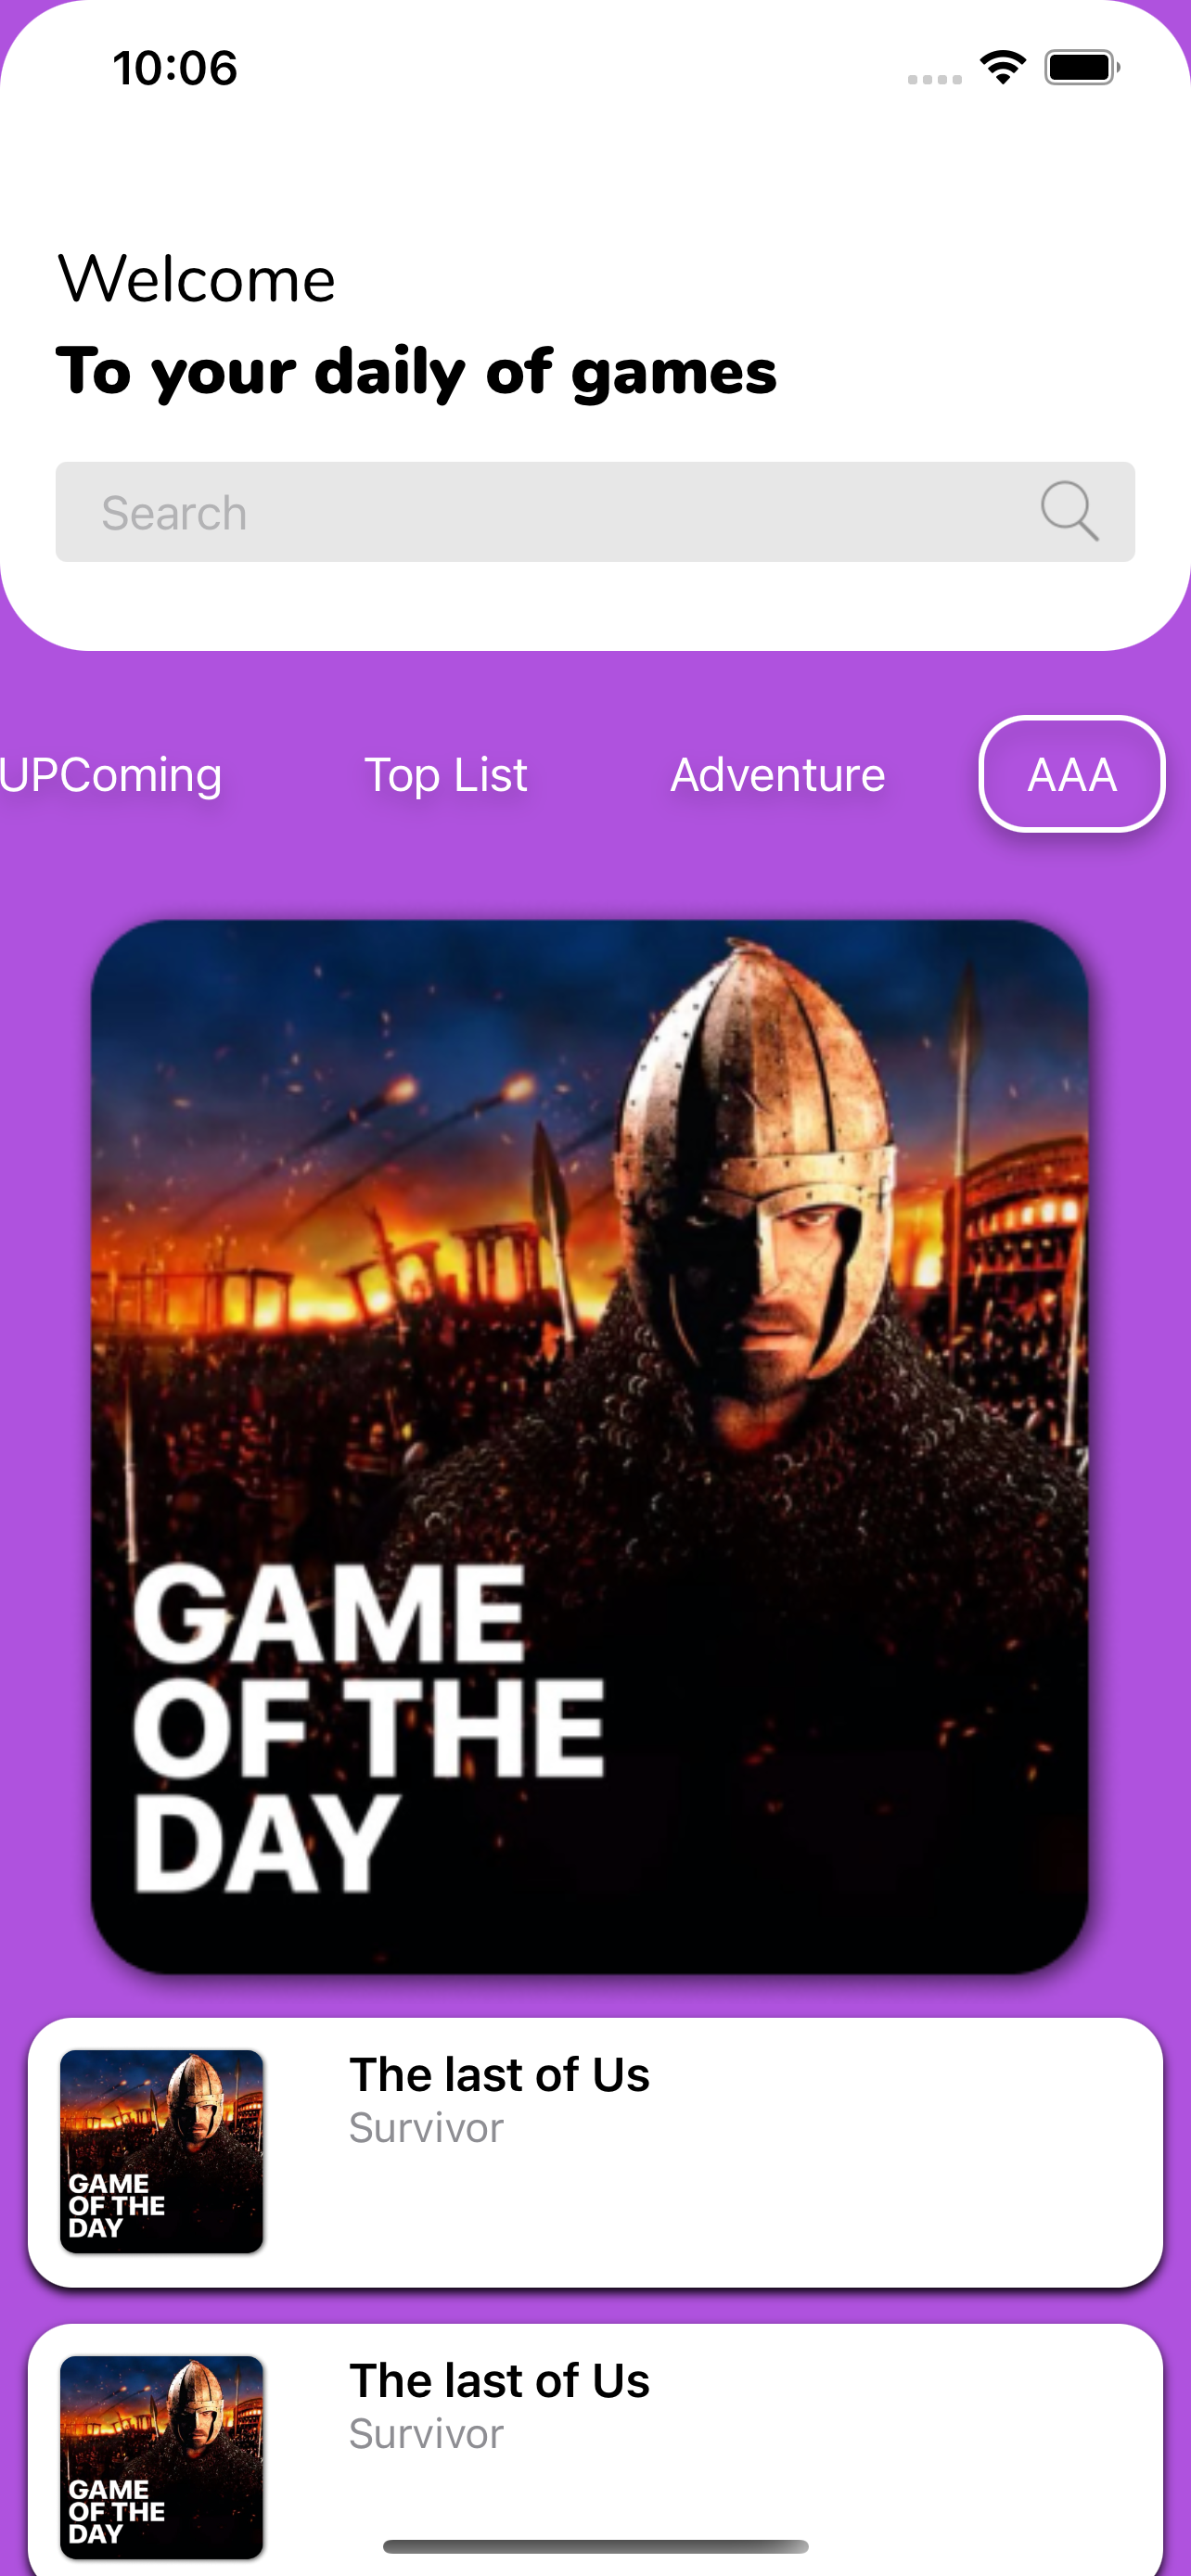 10:06
Welcome
To your daily of games
Search
UPComing Top List Adventure AAA
GAME
OF THE
DAY
The last of Us
Survivor
GAME
OF THE
DAY
The last of Us
Survivor
GAME
OF THE
DAY